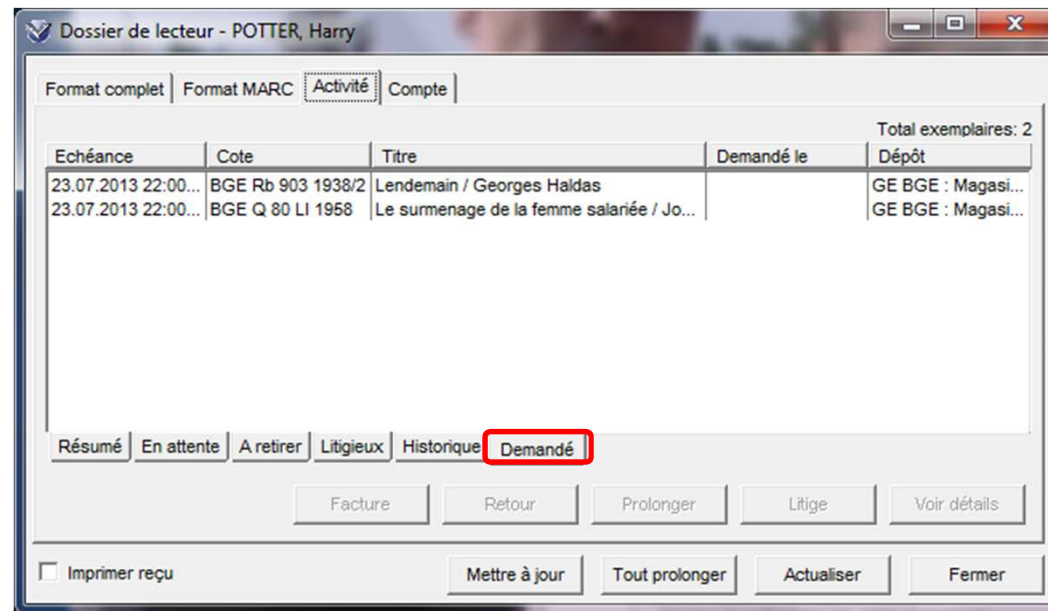 Dossier de lecteur - POTTER, Harry
Format complet Format MARC Activité Compte
Total exemplaires: 2
Echéance Cote Titre Demandé le Dépôt
23.07.2013 22:00... BGE Rb 903 1938/2 Lendemain / Georges Haldas GE BGE : Magasi...
23.07.2013 22:00... BGE Q 80 LI 1958 Le surmenage de la femme salariée / Jo... GE BGE : Magasi...
Résumé En attente A retirer Litigieux Historique Demandé
Facture Retour Prolonger Litige Voir détails
Imprimer reçu Mettre à jour Tout prolonger Actualiser Fermer